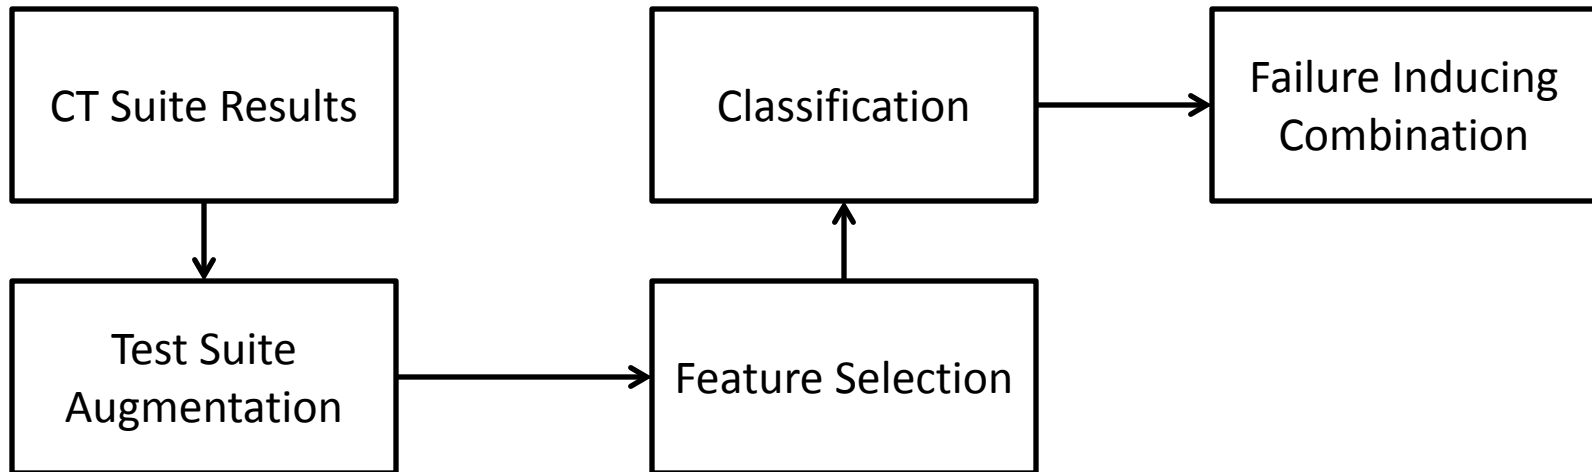 CT Suite Results
Test Suite
Augmentation
Feature Selection
Classification
Failure Inducing
Combination